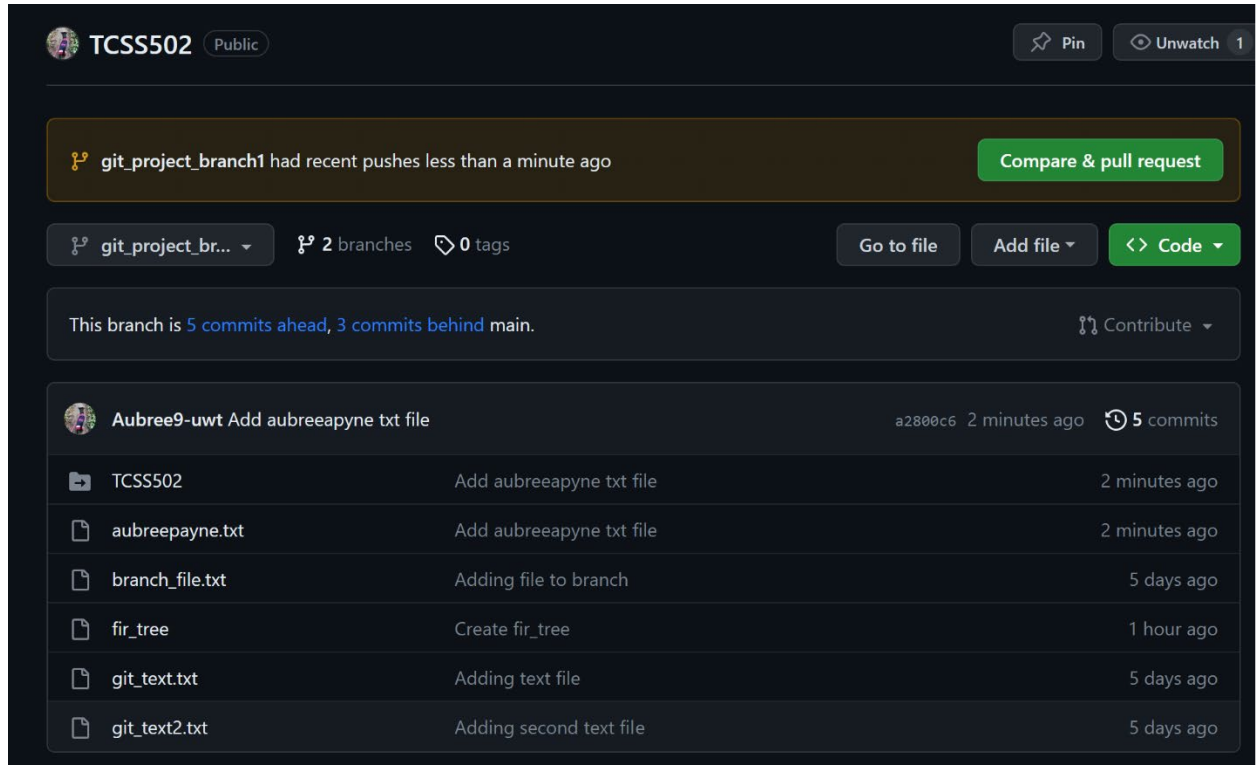 TCSS502 Public Pin Unwatch 1
git_project_branch1 had recent pushes less than a minute ago Compare & pull request
git_project_br... 2 branches 0 tags Go to file Add file <> Code
This branch is 5 commits ahead, 3 commits behind main. Contribute
Aubree9-uwt Add aubreeapyne txt file a2800c6 2 minutes ago 5 commits
TCSS502 Add aubreeapyne txt file 2 minutes ago
aubreepayne.txt Add aubreeapyne txt file 2 minutes ago
branch_file.txt Adding file to branch 5 days ago
fir_tree Create fir_tree 1 hour ago
git_text.txt Adding text file 5 days ago
git_text2.txt Adding second text file 5 days ago